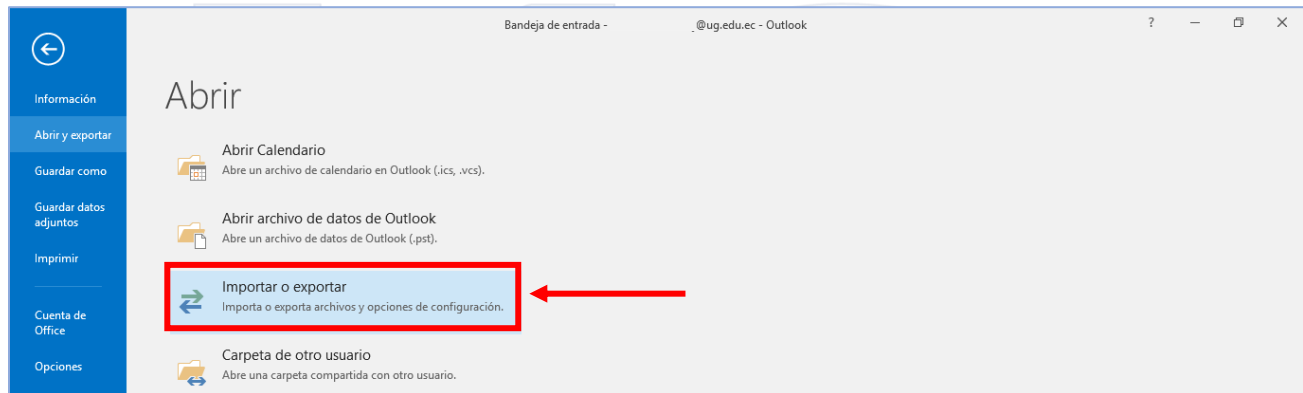 Bandeja de entrada - _@ug.edu.ec - Outlook
?
Información
Abrir y exportar
Guardar como
Guardar datos
adjuntos
Imprimir
Cuenta de
Office
Opciones
Abrir
Abrir Calendario
Abre un archivo de calendario en Outlook (.ics, .vcs).
Abrir archivo de datos de Outlook
Abre un archivo de datos de Outlook (.pst).
Importar o exportar
Importa o exporta archivos y opciones de configuración.
Carpeta de otro usuario
Abre una carpeta compartida con otro usuario.